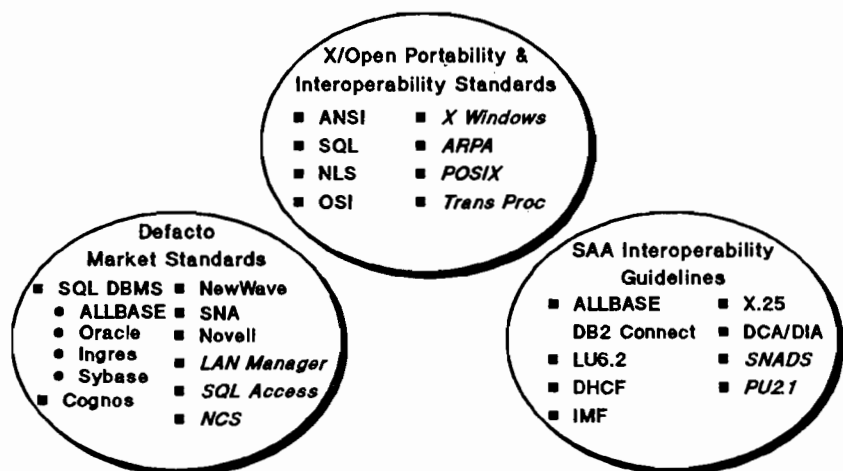 X/Open Portability &
Interoperability Standards
■ ANSI
■ SQL
■ NLS
■ OSI
■ X Windows
■ ARPA
■ POSIX
■ Trans Proc
Defacto
Market Standards
■ SQL DBMS
● ALLBASE
● Oracle
● Ingres
● Sybase
■ Cognos
■ NewWave
■ SNA
■ Novell
■ LAN Manager
■ SQL Access
■ NCS
SAA Interoperability
Guidelines
■ ALLBASE
DB2 Connect
■ LU6.2
■ DHCF
■ IMF
■ X.25
■ DCA/DIA
■ SNADS
■ PU2.1